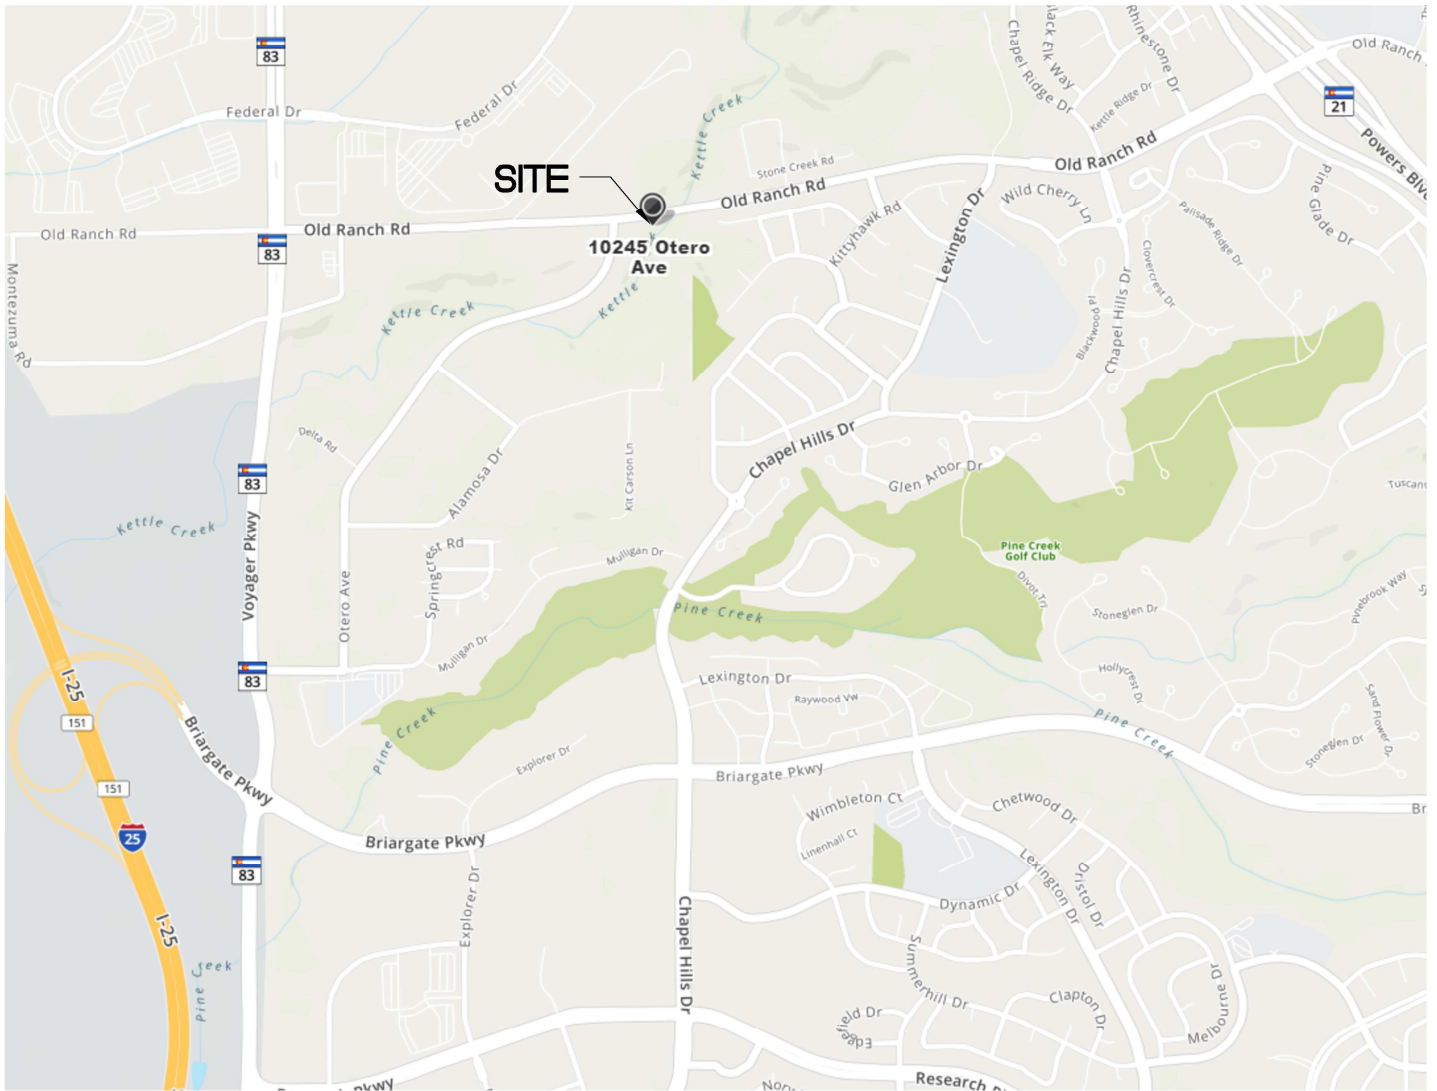 83
Black Elk Way
Chapel Ridge Dr
Rhinestone Dr
Old Ranch
Federal Dr
Federal Dr
Kettle Creek
Kettle Ridge Dr
21
Powers Blvd
Old Ranch Rd
Stone Creek Rd
SITE
Old Ranch Rd
Old Ranch Rd
Old Ranch Rd
83
10245 Otero
Ave
Kittyhawk Rd
Lexington Dr
Wild Cherry Ln
Palisade Ridge Dr
Pine Glade Dr
Clovercrest Dr
Montezuma Rd
Kettle Creek
Kettle
Blackwood Pl
Chapel Hills Dr
Delta Rd
Alamosa Dr
Kit Carson Ln
Chapel Hills Dr
Glen Arbor Dr
83
Kettle Creek
Voyager Pkwy
Springcrest Rd
Mulligan Dr
Pine Creek
Golf Club
Divot Trl
Otero Ave
Mulligan Dr
Pine Creek
Stoneglen Dr
Pinebrook Way
I-25
83
Lexington Dr
Raywood Vw
Hollycrest Dr
Sand Flower Dr
151
Briargate Pkwy
Pine Creek
Explorer Dr
Pine Creek
Stoneglen Dr
151
Briargate Pkwy
25
Briargate Pkwy
Wimbleton Ct
Chetwood Dr
Linenhall Ct
83
Explorer Dr
Lexington Dr
Dristol Dr
Dynamic Dr
I-25
Chapel Hills Dr
Pine Creek
Summerhill Dr
Clapton Dr
Melbourne Dr
Pkwy
Research